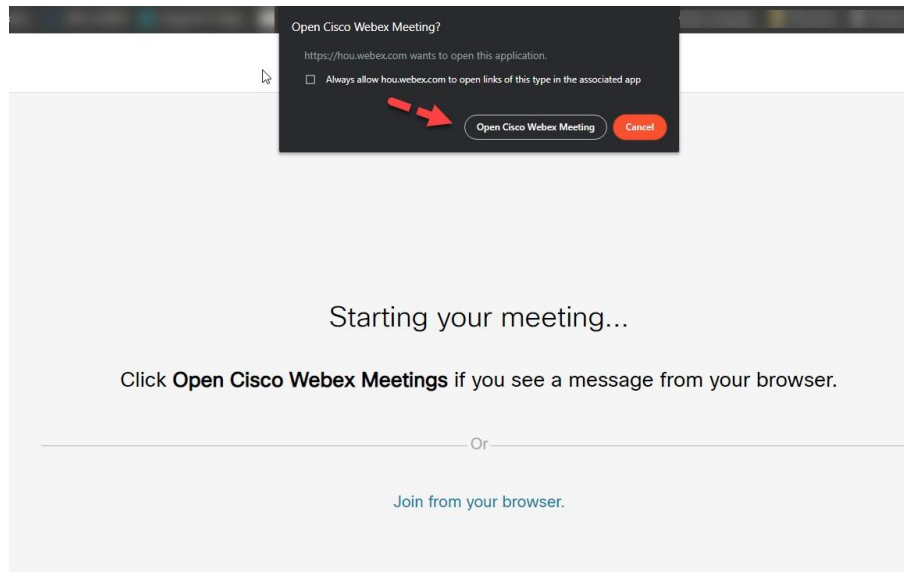 Open Cisco Webex Meeting?
https://hou.webex.com wants to open this application.
Always allow hou.webex.com to open links of this type in the associated app
Open Cisco Webex Meeting
Cancel
Starting your meeting...
Click Open Cisco Webex Meetings if you see a message from your browser.
Or
Join from your browser.